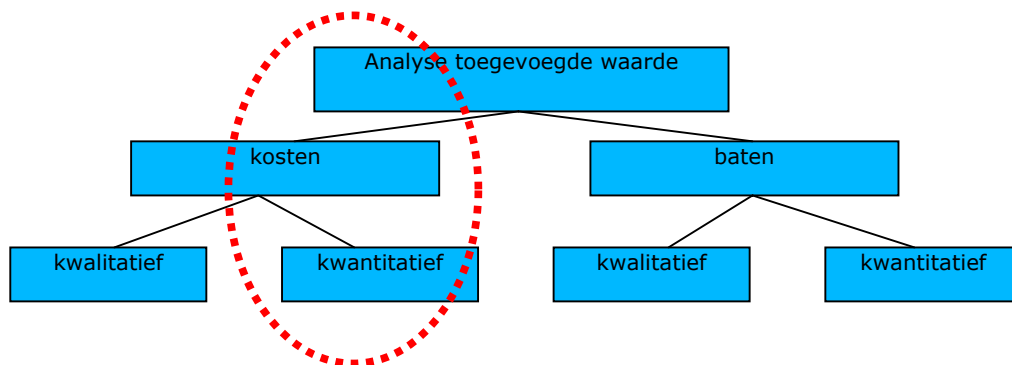 Analyse toegevoegde waarde
kosten
baten
kwalitatief
kwantitatief
kwalitatief
kwantitatief